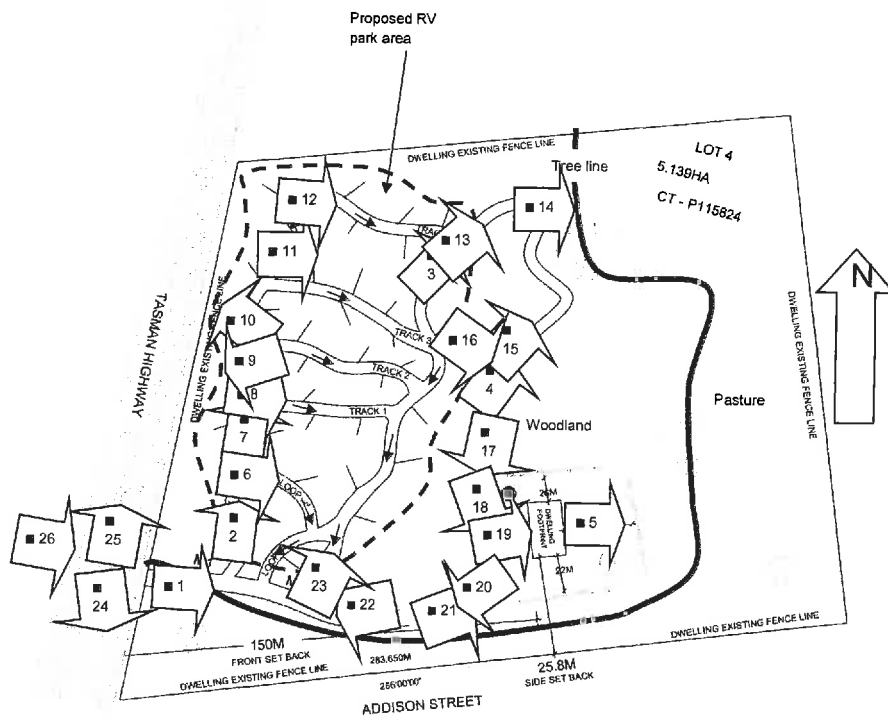 Proposed RV
park area
DWELLING EXISTING FENCE LINE
Tree line
LOT 4
5.139HA
CT - P115824
12
14
13
TRACK
11
3
N
TASMAN HIGHWAY
DWELLING EXISTING FENCE LINE
DWELLING EXISTING FENCE LINE
10
TRACK 3
16
15
9
TRACK 2
4
8
TRACK 1
Pasture
7
Woodland
17
6
LOOP
18
26M
2
DWELLING
FOOTPRINT
5
26
25
19
23
22M
24
1
20
22
21
150M
FRONT SET BACK
283.650M
DWELLING EXISTING FENCE LINE
DWELLING EXISTING FENCE LINE
25.8M
SIDE SET BACK
ADDISON STREET